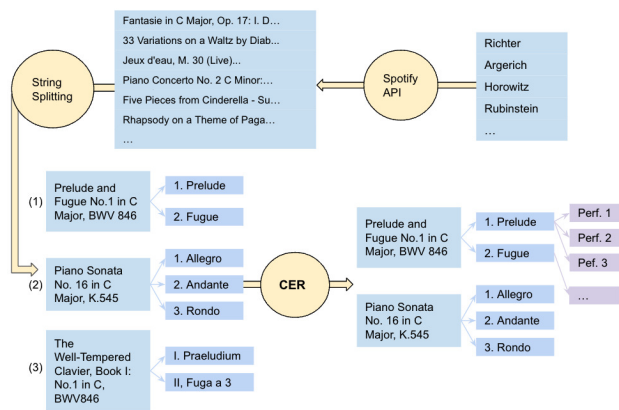 Fantasie in C Major, Op. 17: I. D...
33 Variations on a Waltz by Diab...
Jeux d'eau, M. 30 (Live)...
Piano Concerto No. 2 C Minor:...
Five Pieces from Cinderella - Su...
Rhapsody on a Theme of Paga...
...
String
Splitting
Spotify
API
Richter
Argerich
Horowitz
Rubinstein
...
(1)
Prelude and
Fugue No.1 in C
Major, BWV 846
1. Prelude
2. Fugue
(2)
Piano Sonata
No. 16 in C
Major, K.545
1. Allegro
2. Andante
3. Rondo
(3)
The
Well-Tempered
Clavier, Book I:
No.1 in C,
BWV846
I. Praeludium
II, Fuga a 3
CER
Prelude and
Fugue No.1 in C
Major, BWV 846
1. Prelude
2. Fugue
Perf. 1
Perf. 2
Perf. 3
...
Piano Sonata
No. 16 in C
Major, K.545
1. Allegro
2. Andante
3. Rondo